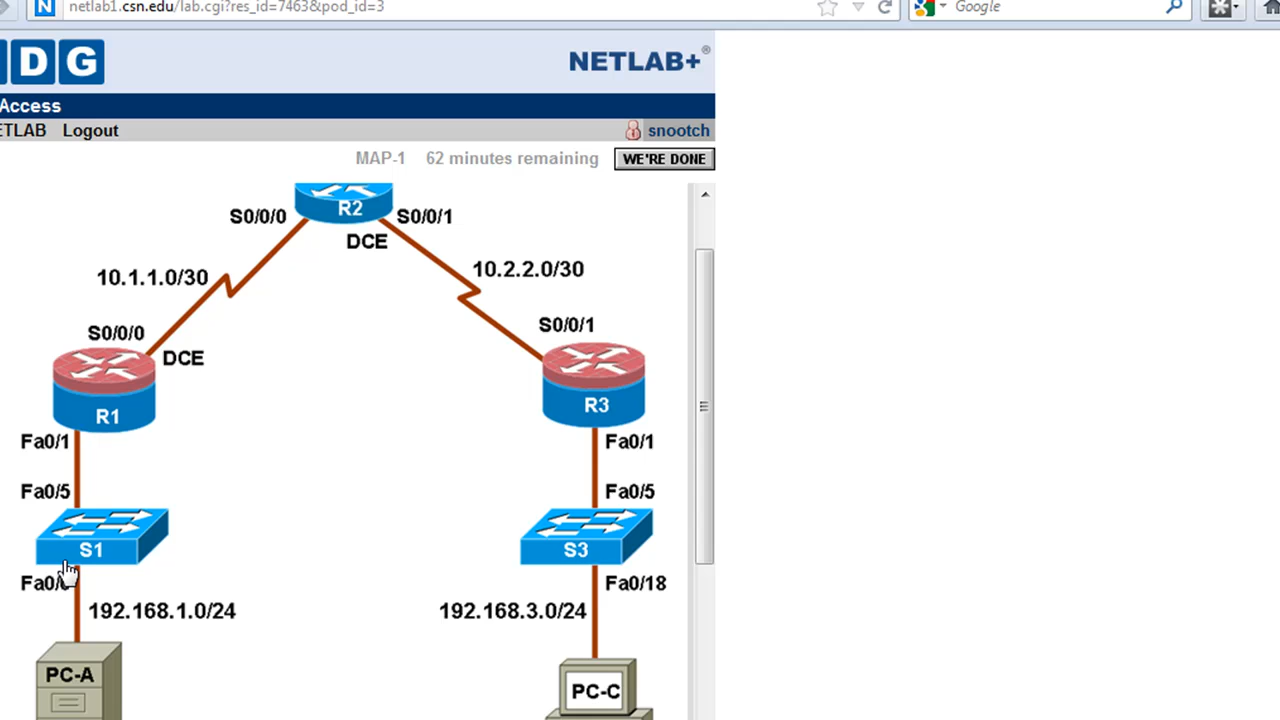 netlab1.csn.edu/lab.cgi?res_id=7463&pod_id=3
Google
DG
NETLAB+®
Access
ETLAB Logout
snootch
MAP-1 62 minutes remaining WE'RE DONE
R2
S0/0/0
S0/0/1
DCE
10.1.1.0/30
10.2.2.0/30
S0/0/0
S0/0/1
DCE
R1
R3
Fa0/1
Fa0/1
Fa0/5
Fa0/5
S1
S3
Fa0/18
192.168.1.0/24
192.168.3.0/24
PC-A
PC-C